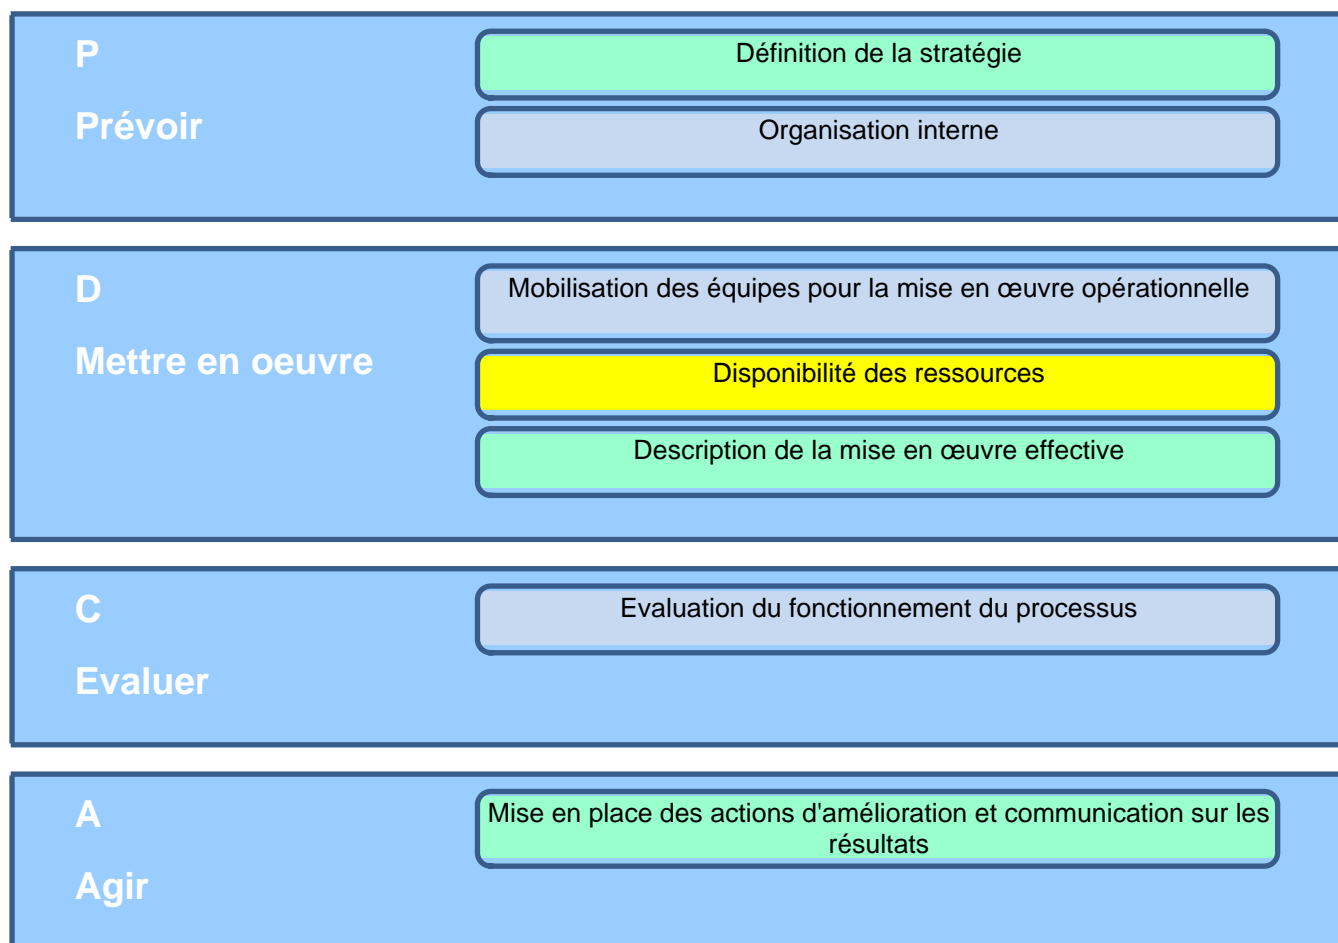 P
Définition de la stratégie
Prévoir
Organisation interne
D
Mobilisation des équipes pour la mise en œuvre opérationnelle
Mettre en oeuvre
Disponibilité des ressources
Description de la mise en œuvre effective
C
Evaluation du fonctionnement du processus
Evaluer
A
Mise en place des actions d'amélioration et communication sur les
résultats
Agir